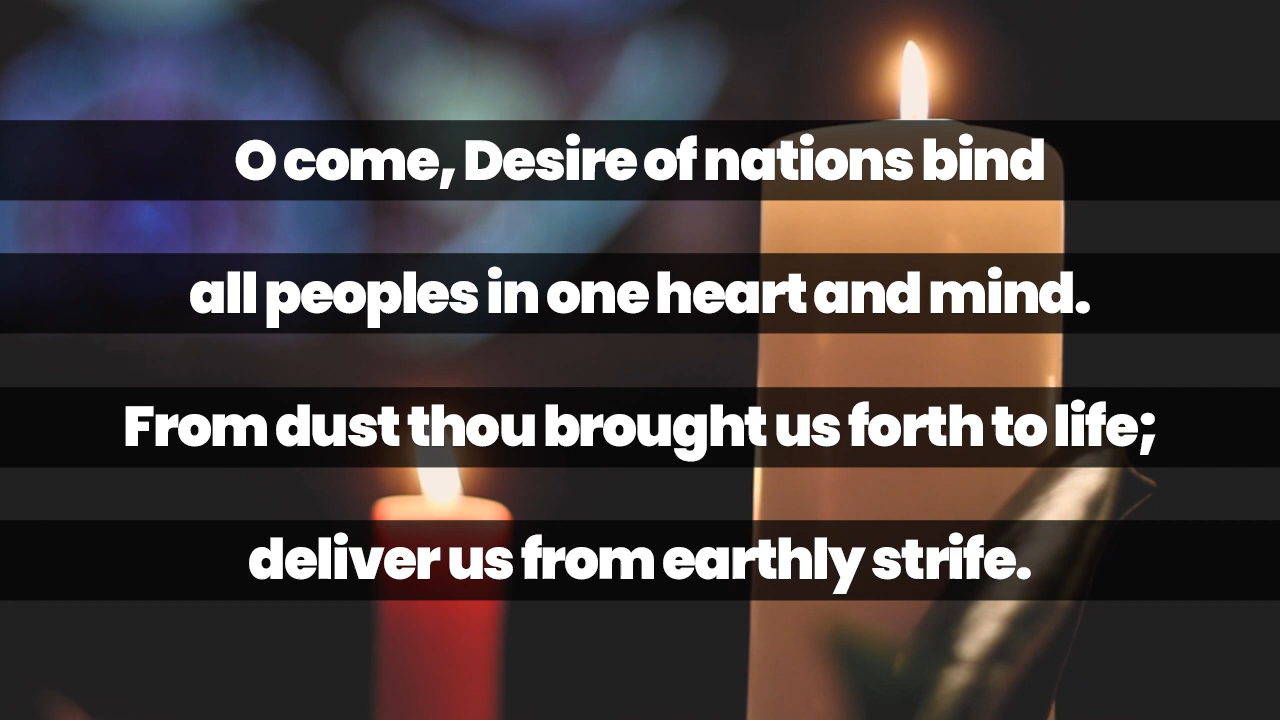 O come, Desire of nations bind
all peoples in one heart and mind.
From dust thou brought us forth to life;
deliver us from earthly strife.